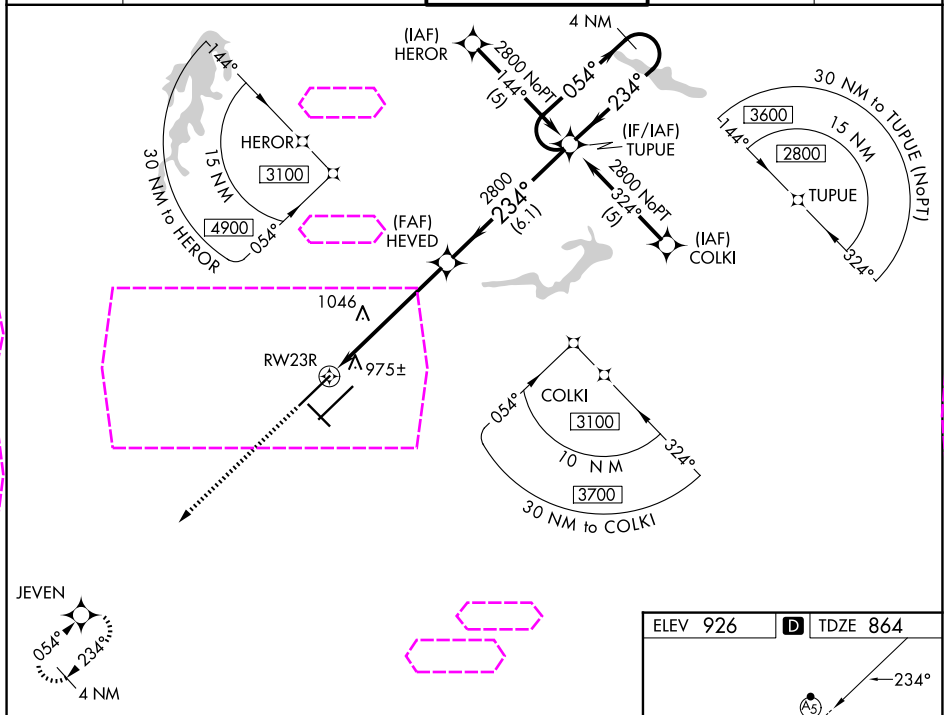 4 NM
(IAF)
HEROR
2800 NoPT
144°
(5)
054°
234°
(IF/IAF)
TUPUE
2800 NoPT
324°
(5)
(IAF)
COLKI
2800
234°
(6.1)
(FAF)
HEVED
144°
HEROR
3100
15 NM
4900
054°
30 NM to HEROR
30 NM to TUPUE (NoPT)
3600
15 NM
144°
2800
TUPUE
324°
1046
RW23R
975±
COLKI
054°
3100
324°
10 NM
3700
30 NM to COLKI
JEVEN
054°
234°
4 NM
ELEV 926 D TDZE 864
234°
A5